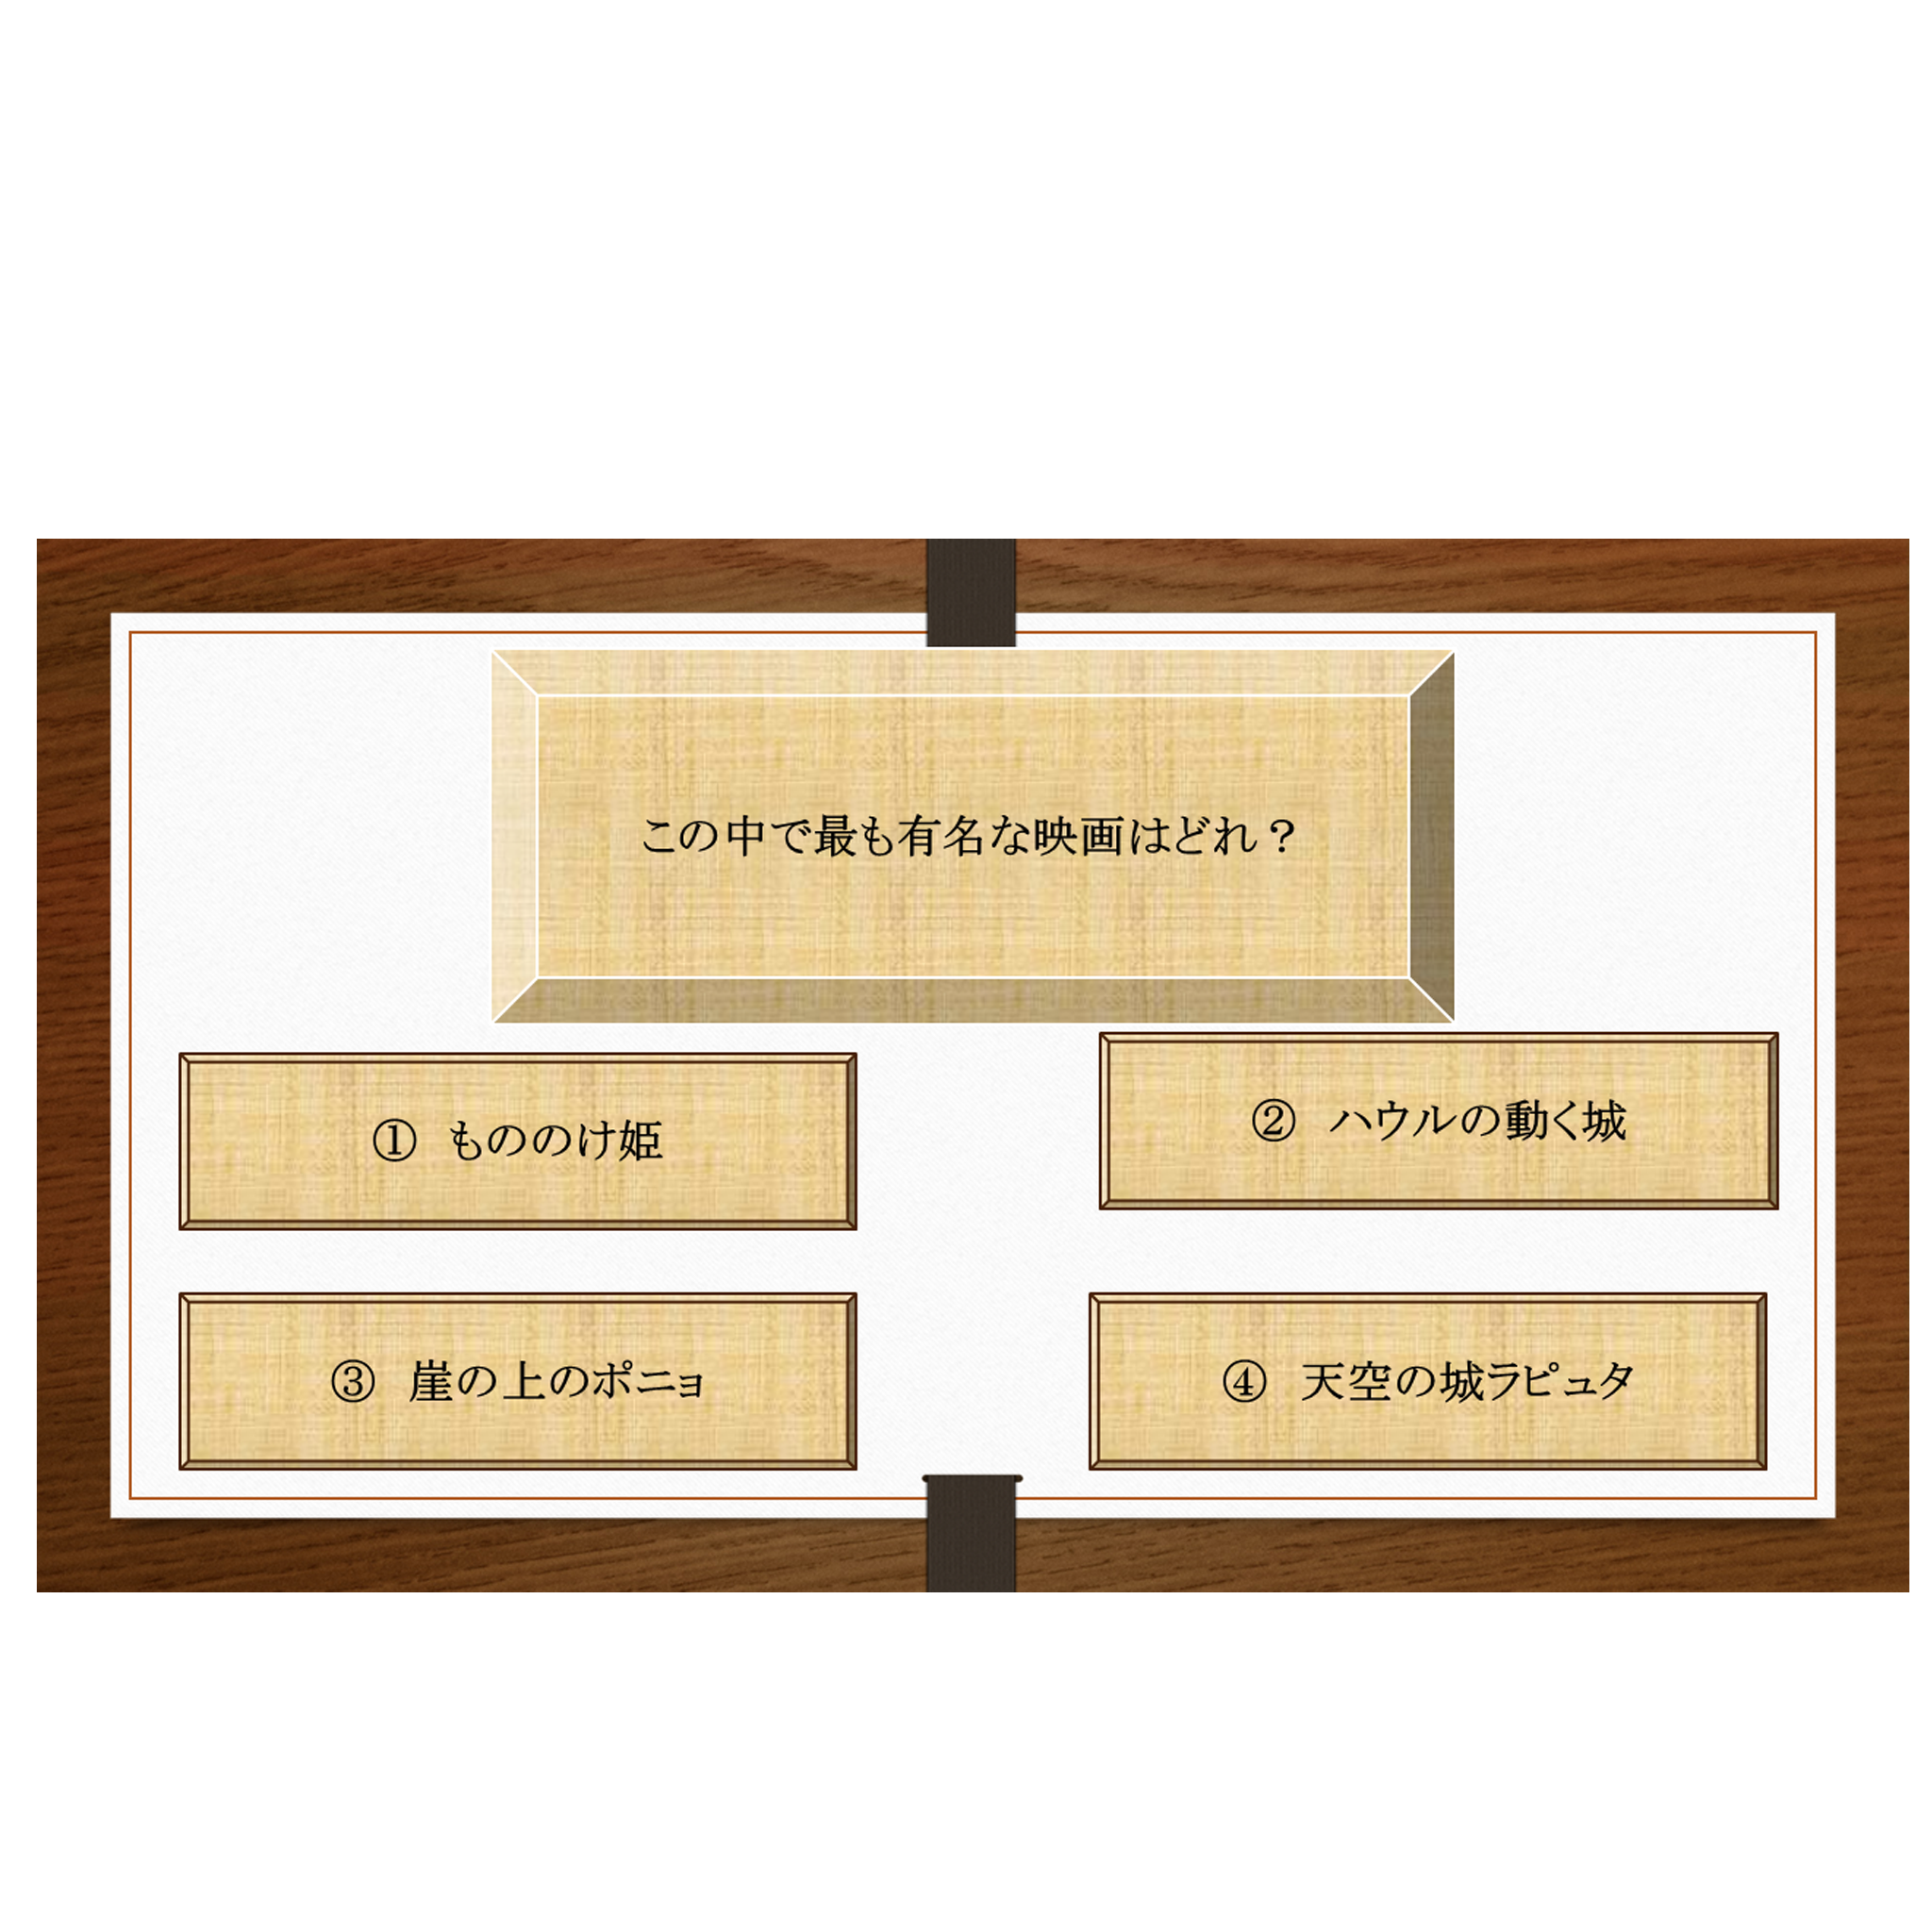 この中で最も有名な映画はどれ？
① もののけ姫
② ハウルの動く城
③ 崖の上のポニョ
④ 天空の城ラピュタ